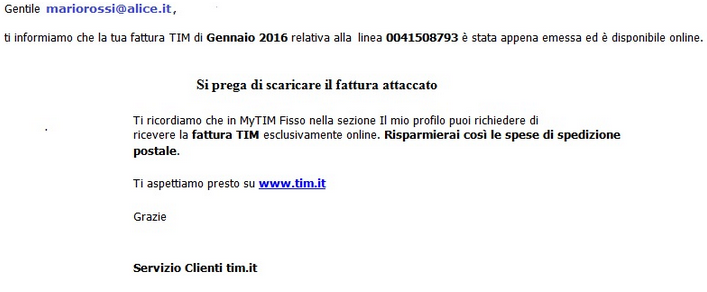 Gentile mariorossi@alice.it,
ti informiamo che la tua fattura TIM di Gennaio 2016 relativa alla linea 0041508793 è stata appena emessa ed è disponibile online.
Si prega di scaricare il fattura attaccato
Ti ricordiamo che in MyTIM Fisso nella sezione Il mio profilo puoi richiedere di
ricevere la fattura TIM esclusivamente online. Risparmierai così le spese di spedizione
postale.
Ti aspettiamo presto su www.tim.it
Grazie
Servizio Clienti tim.it